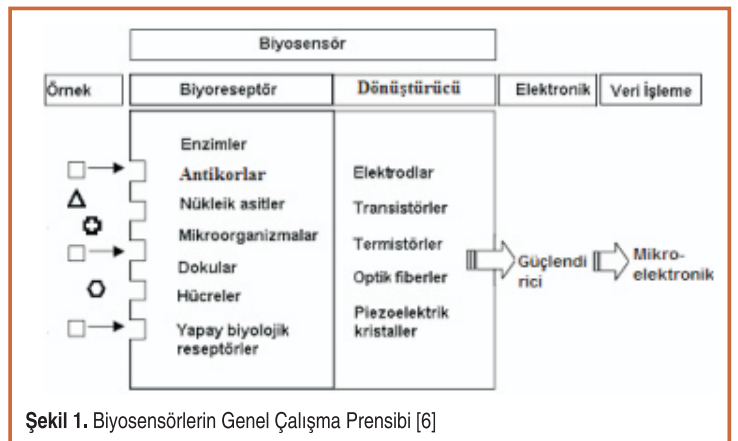 Biyosensör
Örnek
Biyoreseptör
Dönüştürücü
Elektronik
Veri İşleme
Enzimler
Antikorlar
Nükleik asitler
Mikroorganizmalar
Dokular
Hücreler
Yapay biyolojik
reseptörler
Elektrodlar
Transistörler
Termistörler
Optik fiberler
Piezoelektrik
kristaller
Güçlendi
rici
Mikro-
elektronik
Şekil 1. Biyosensörlerin Genel Çalışma Prensibi [6]